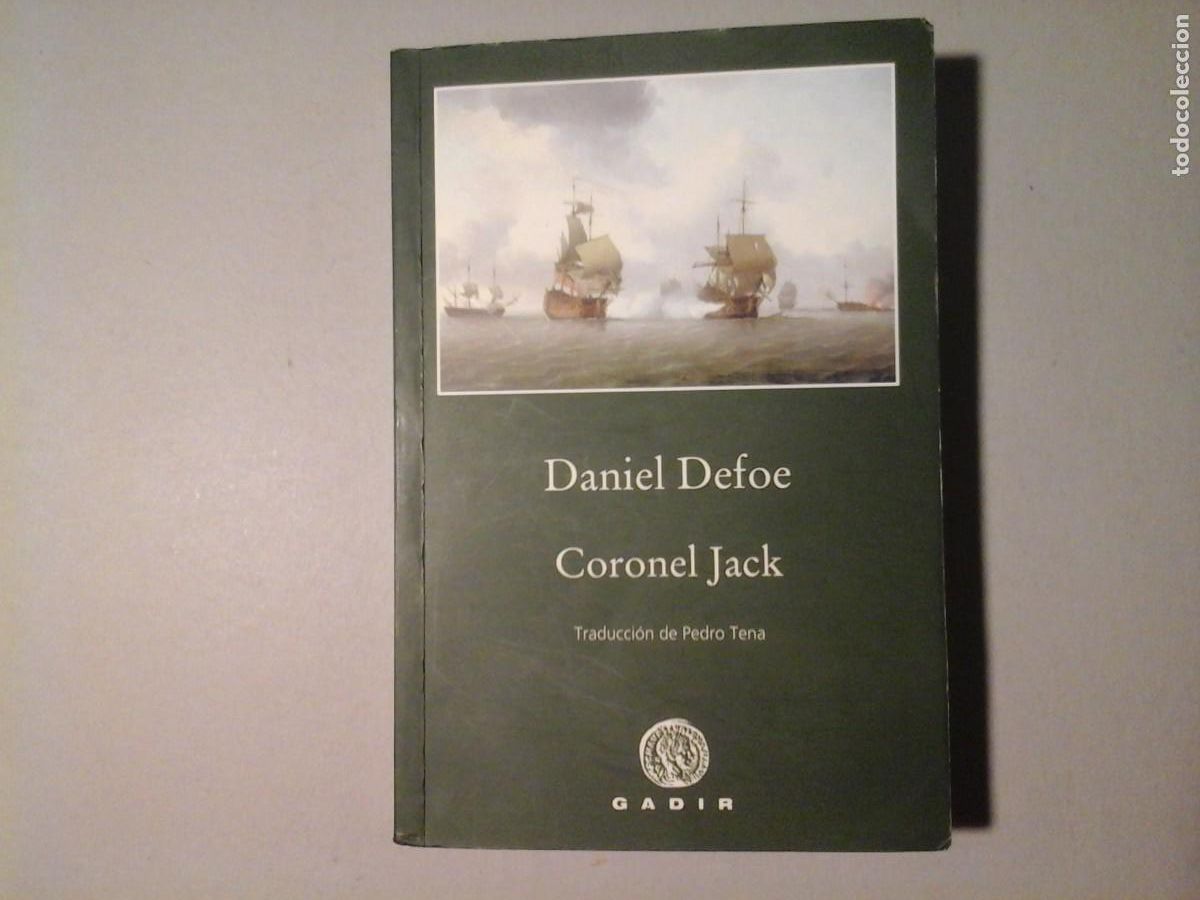 Daniel Defoe
Coronel Jack
Traducción de Pedro Tena
GADIR
todocoleccion